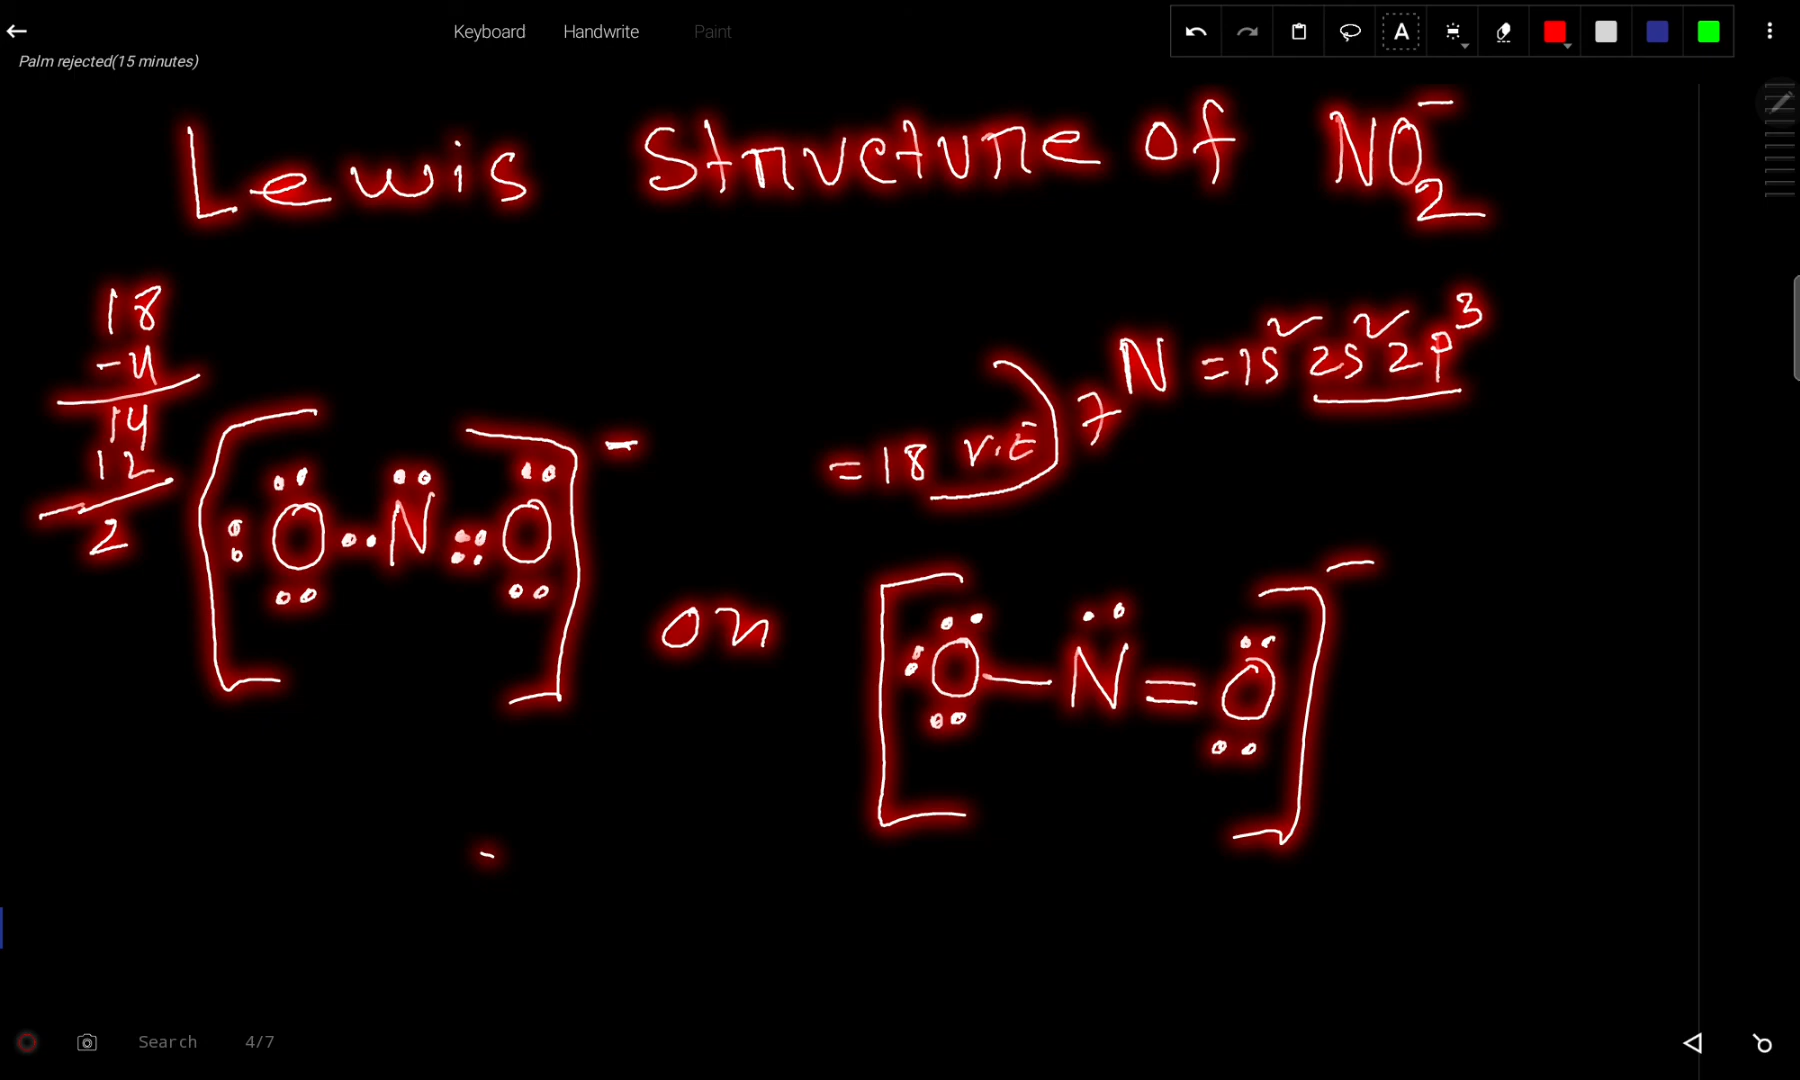 Keyboard Handwrite Paint A
Palm rejected(15 minutes)
Lewis Structure of NO2-
18
-4
14
12
2
7N = 1s2 2s2 2p3
= 18 V.E
[:O··N::O]-
or
[:O—N=O]-
-
Search 4/7